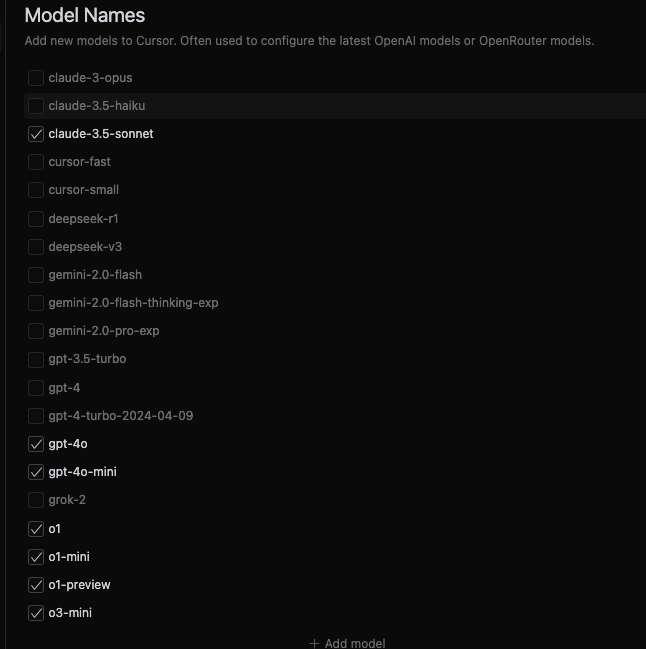 Model Names
Add new models to Cursor. Often used to configure the latest OpenAI models or OpenRouter models.
claude-3-opus
claude-3.5-haiku
claude-3.5-sonnet
cursor-fast
cursor-small
deepseek-r1
deepseek-v3
gemini-2.0-flash
gemini-2.0-flash-thinking-exp
gemini-2.0-pro-exp
gpt-3.5-turbo
gpt-4
gpt-4-turbo-2024-04-09
gpt-4o
gpt-4o-mini
grok-2
o1
o1-mini
o1-preview
o3-mini
+ Add model